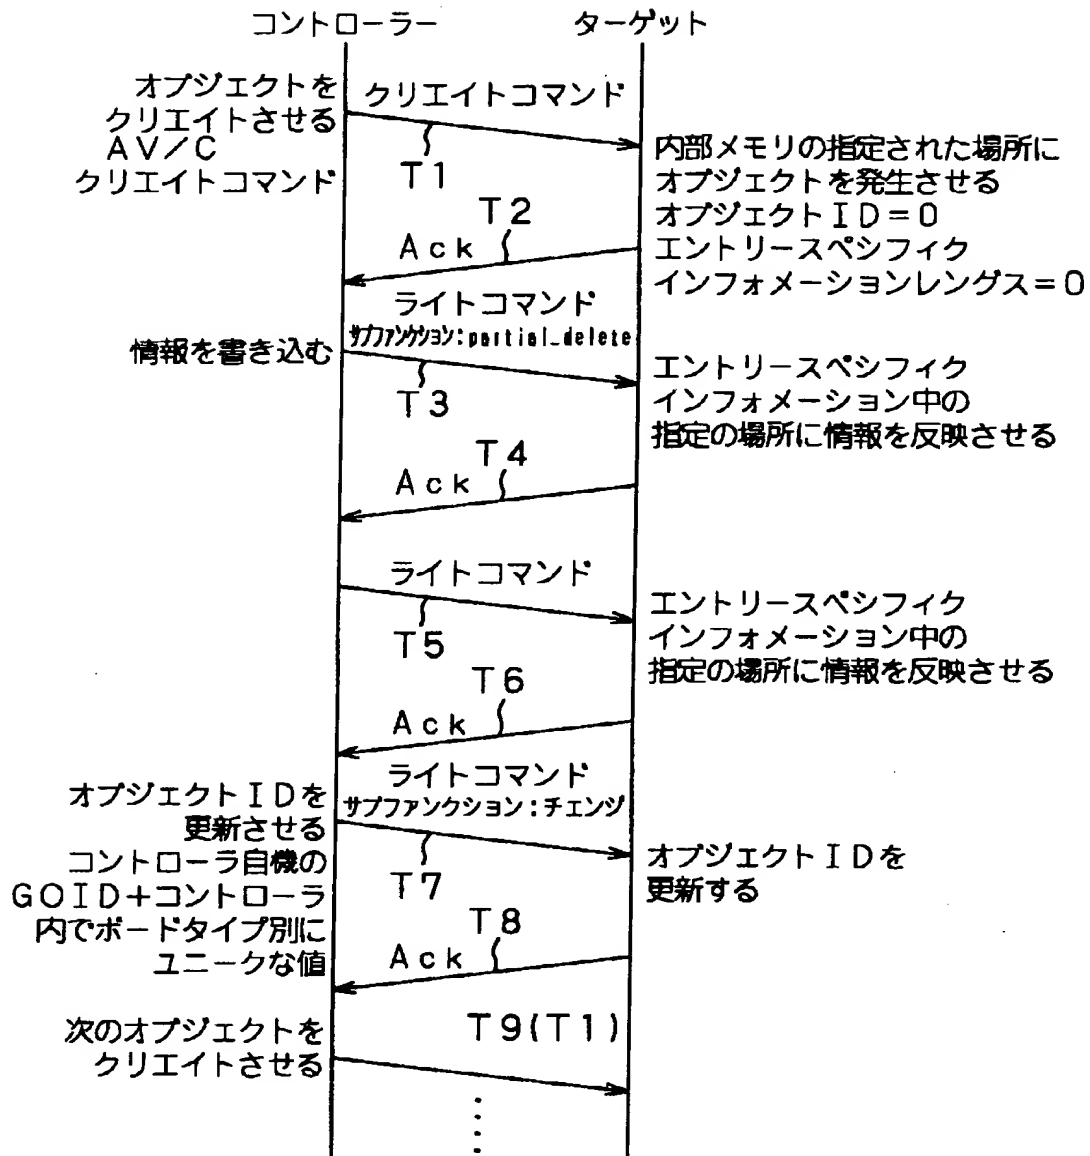 コントローラー
ターゲット
オブジェクトを
クリエイトさせる
AV/C
クリエイトコマンド
クリエイトコマンド
T1
内部メモリの指定された場所に
オブジェクトを発生させる
オブジェクトID=0
エントリースペシフィク
インフォメーションレングス=0
T2
Ack
ライトコマンド
サブファンクション:partial_delete
情報を書き込む
T3
エントリースペシフィク
インフォメーション中の
指定の場所に情報を反映させる
T4
Ack
ライトコマンド
T5
エントリースペシフィク
インフォメーション中の
指定の場所に情報を反映させる
T6
Ack
ライトコマンド
サブファンクション:チェンジ
オブジェクトIDを
更新させる
コントローラ自機の
GOID+コントローラ
内でボードタイプ別に
ユニークな値
T7
オブジェクトIDを
更新する
T8
Ack
次のオブジェクトを
クリエイトさせる
T9(T1)